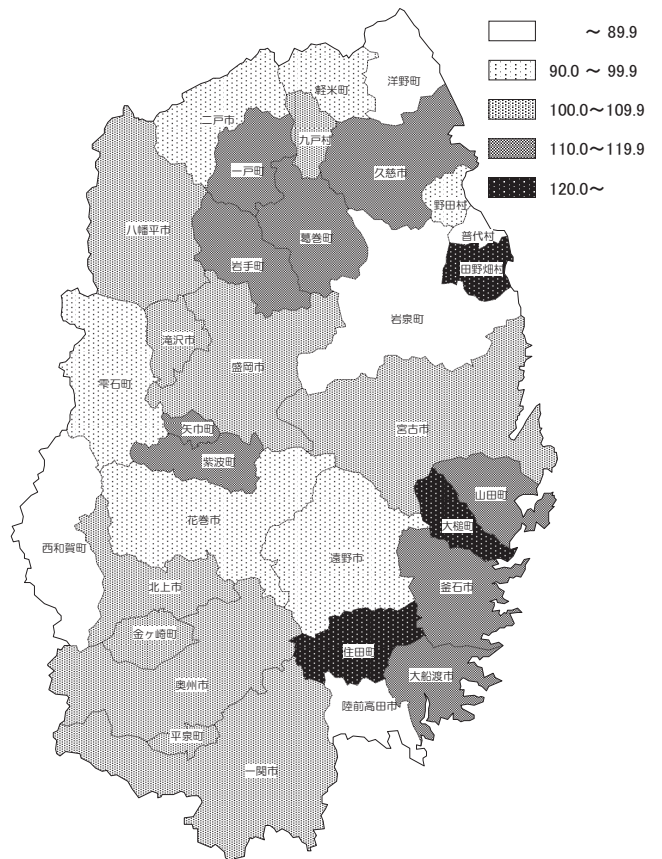 ～ 89.9
90.0 ～ 99.9
100.0～109.9
110.0～119.9
120.0～
洋野町
軽米町
二戸市
九戸村
一戸町
久慈市
野田村
八幡平市
葛巻町
普代村
岩手町
田野畑村
岩泉町
滝沢市
盛岡市
雫石町
矢巾町
宮古市
紫波町
山田町
花巻市
大槌町
西和賀町
遠野市
北上市
釜石市
金ヶ崎町
住田町
大船渡市
奥州市
陸前高田市
平泉町
一関市